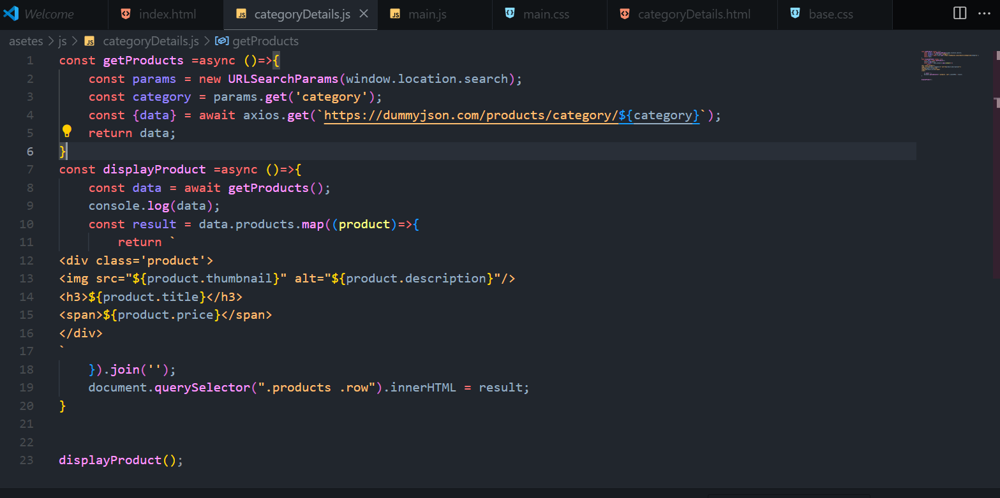 Welcome index.html categoryDetails.js main.js main.css categoryDetails.html base.css
asetes > js > categoryDetails.js > getProducts
1 const getProducts =async ()=>{
2     const params = new URLSearchParams(window.location.search);
3     const category = params.get('category');
4     const {data} = await axios.get(`https://dummyjson.com/products/category/${category}`);
5     return data;
6 }
7 const displayProduct =async ()=>{
8     const data = await getProducts();
9     console.log(data);
10     const result = data.products.map((product)=>{
11         return `
12 <div class='product'>
13 <img src="${product.thumbnail}" alt="${product.description}"/>
14 <h3>${product.title}</h3>
15 <span>${product.price}</span>
16 </div>
17 `
18     }).join('');
19     document.querySelector(".products .row").innerHTML = result;
20 }
21
22
23 displayProduct();